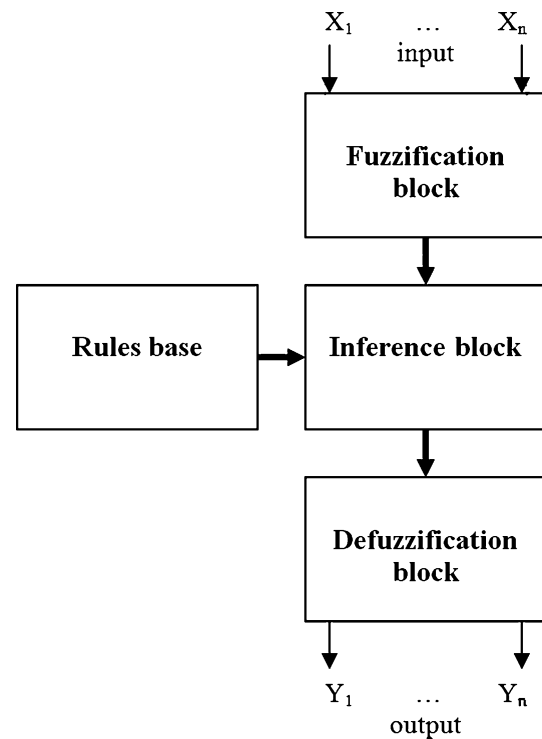 X1 ... Xn
input
Fuzzification
block
Rules base
Inference block
Defuzzification
block
Y1 ... Yn
output